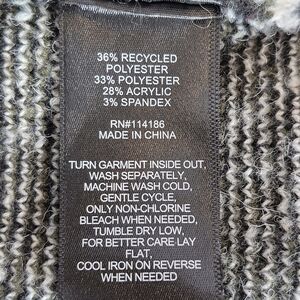 36% RECYCLED
POLYESTER
33% POLYESTER
28% ACRYLIC
3% SPANDEX
RN#114186
MADE IN CHINA
TURN GARMENT INSIDE OUT,
WASH SEPARATELY,
MACHINE WASH COLD,
GENTLE CYCLE,
ONLY NON-CHLORINE
BLEACH WHEN NEEDED,
TUMBLE DRY LOW,
FOR BETTER CARE LAY
FLAT,
COOL IRON ON REVERSE
WHEN NEEDED